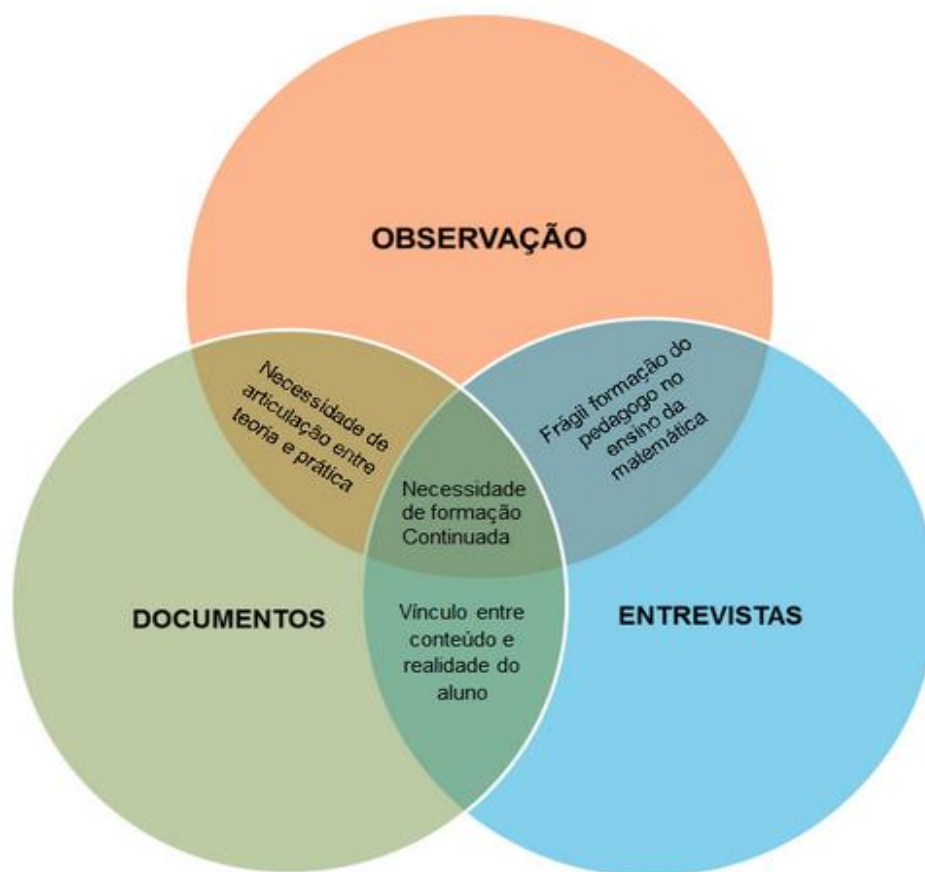 OBSERVAÇÃO
Necessidade de
articulação entre
teoria e prática
Frágil formação do
pedagogo no
ensino da
matemática
Necessidade
de formação
Continuada
DOCUMENTOS
Vínculo entre
conteúdo e
realidade do
aluno
ENTREVISTAS